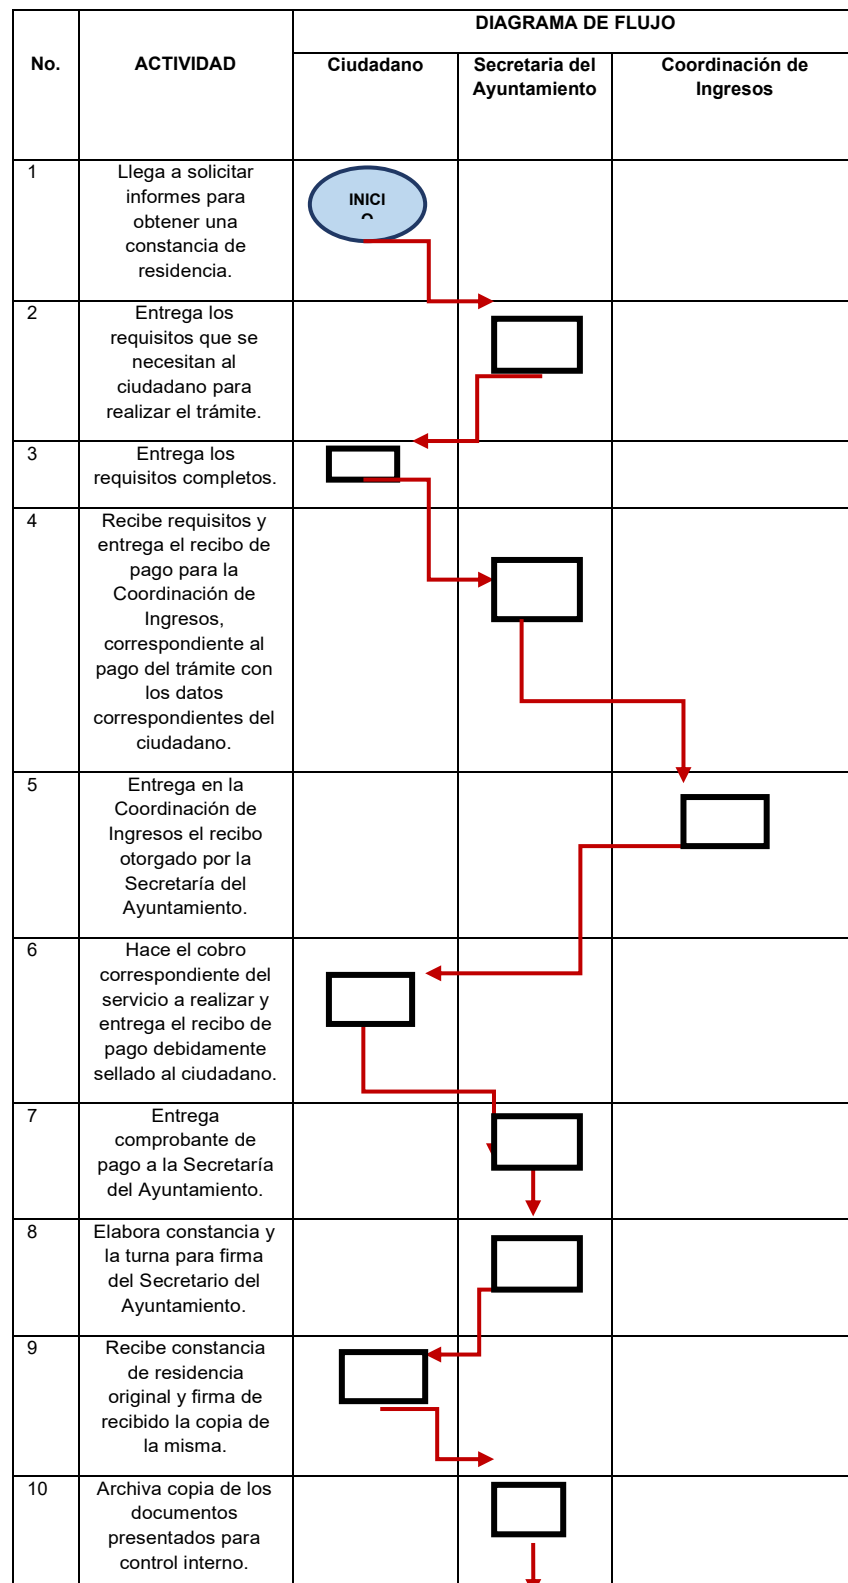 DIAGRAMA DE FLUJO
No.
ACTIVIDAD
Ciudadano
Secretaria del
Ayuntamiento
Coordinación de
Ingresos
1
Llega a solicitar
informes para
obtener una
constancia de
residencia.
INICI
O
2
Entrega los
requisitos que se
necesitan al
ciudadano para
realizar el trámite.
3
Entrega los
requisitos completos.
4
Recibe requisitos y
entrega el recibo de
pago para la
Coordinación de
Ingresos,
correspondiente al
pago del trámite con
los datos
correspondientes del
ciudadano.
5
Entrega en la
Coordinación de
Ingresos el recibo
otorgado por la
Secretaría del
Ayuntamiento.
6
Hace el cobro
correspondiente del
servicio a realizar y
entrega el recibo de
pago debidamente
sellado al ciudadano.
7
Entrega
comprobante de
pago a la Secretaría
del Ayuntamiento.
8
Elabora constancia y
la turna para firma
del Secretario del
Ayuntamiento.
9
Recibe constancia
de residencia
original y firma de
recibido la copia de
la misma.
10
Archiva copia de los
documentos
presentados para
control interno.